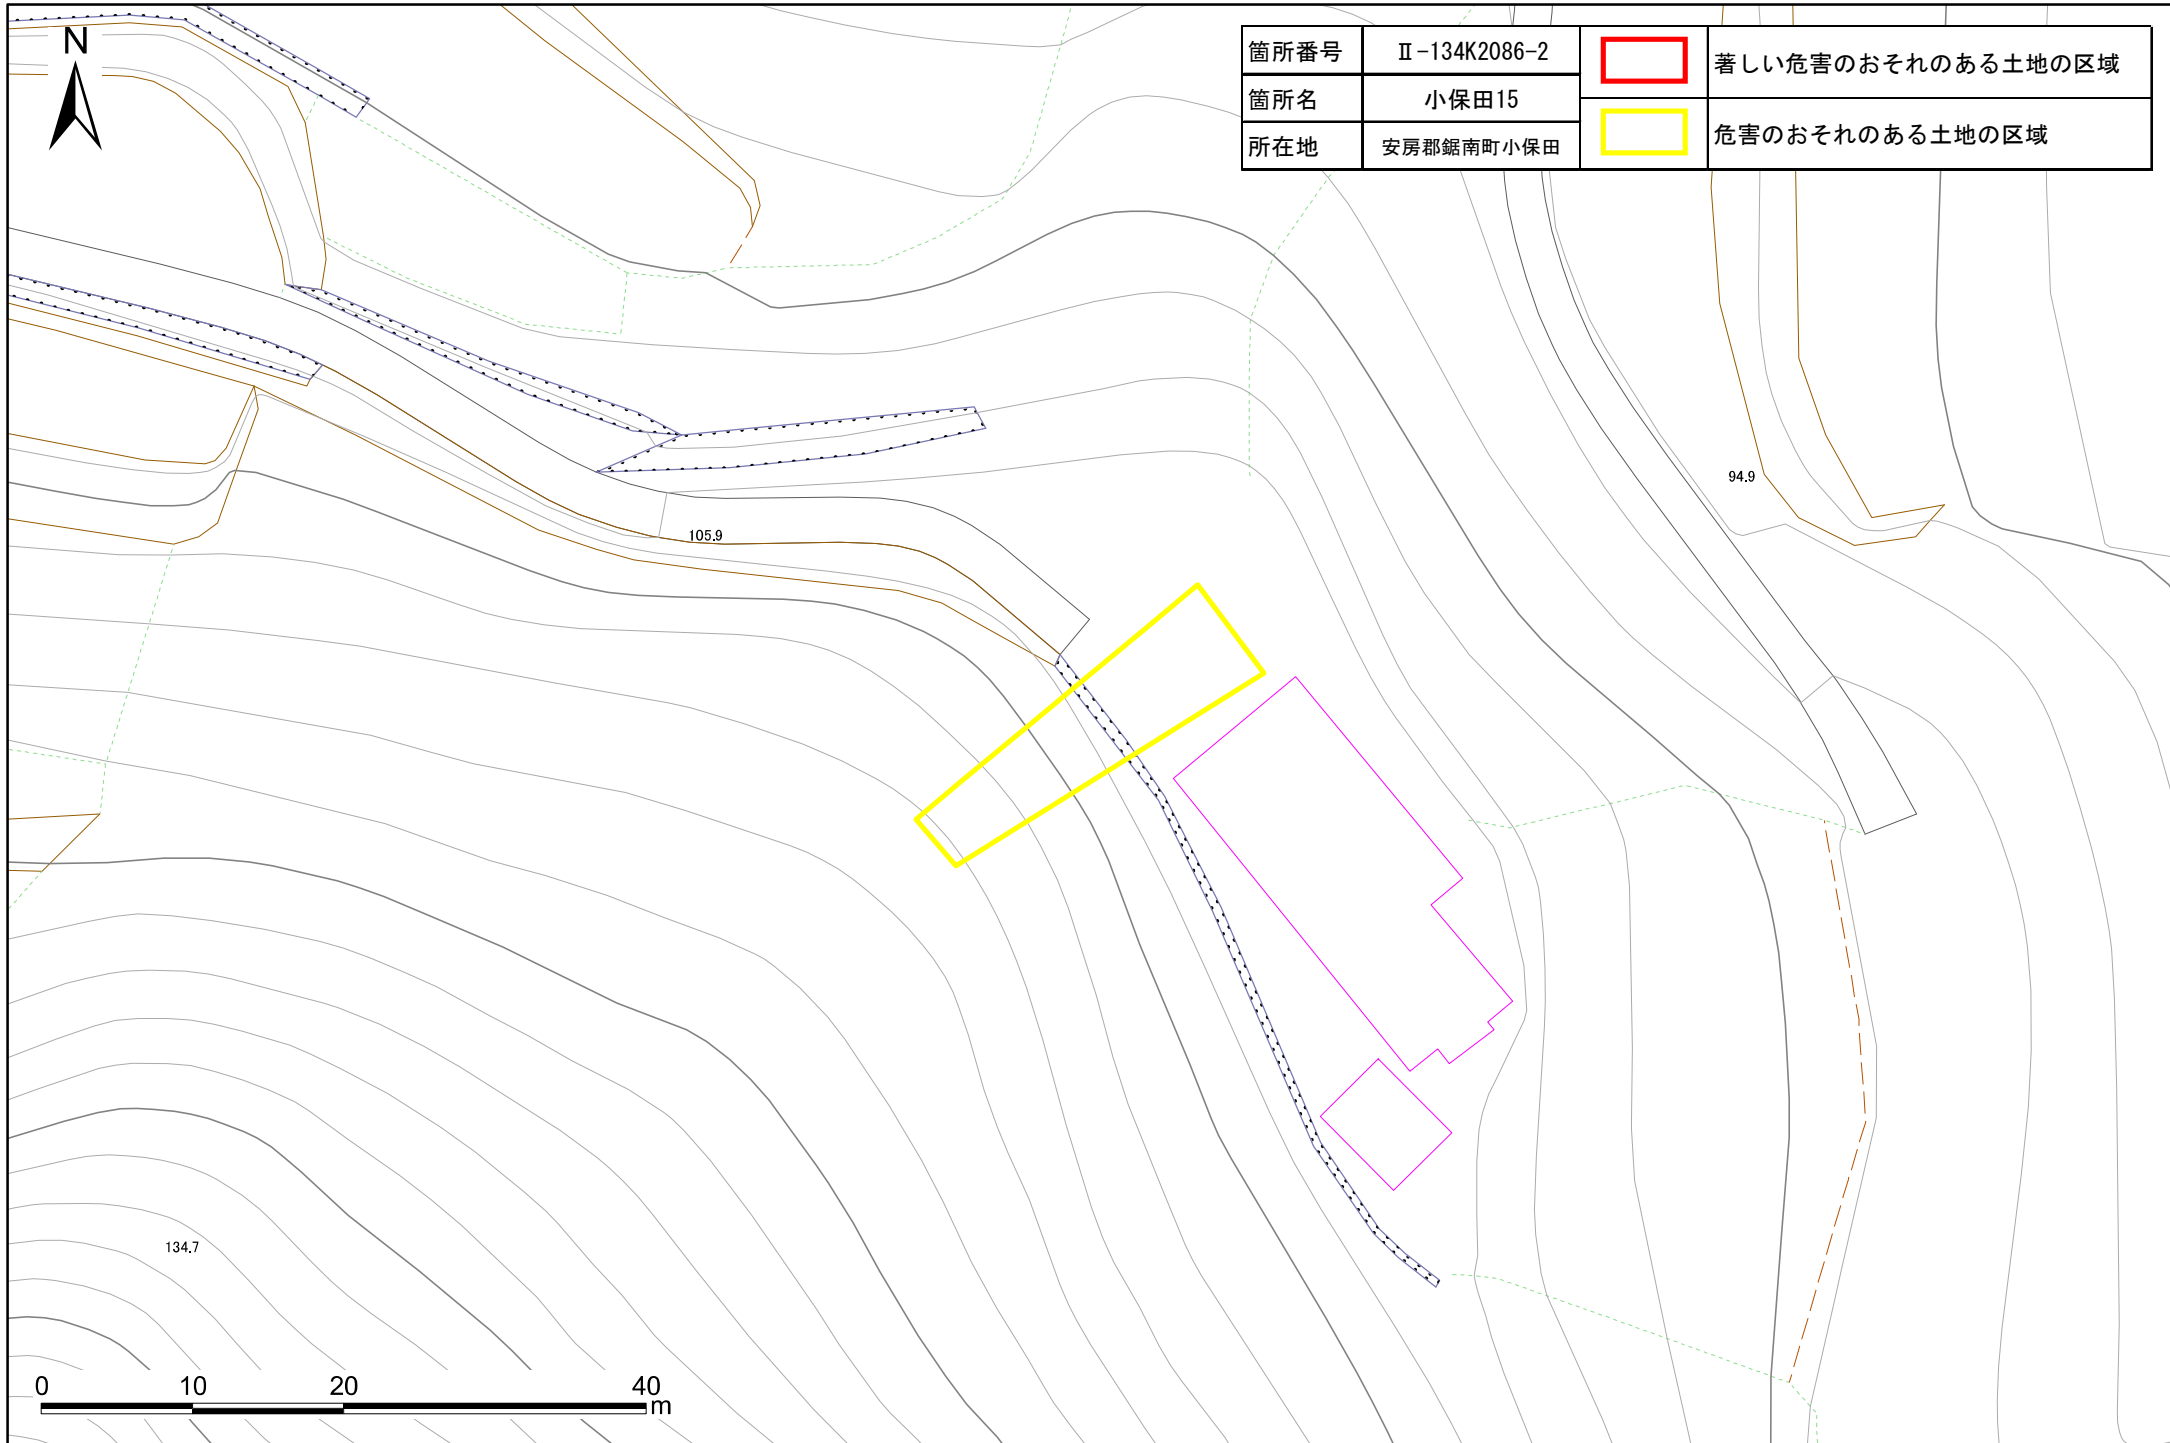 N
箇所番号 Ⅱ-134K2086-2
著しい危害のおそれのある土地の区域
箇所名 小保田15
危害のおそれのある土地の区域
所在地 安房郡鋸南町小保田
94.9
105.9
134.7
0 10 20 40
m